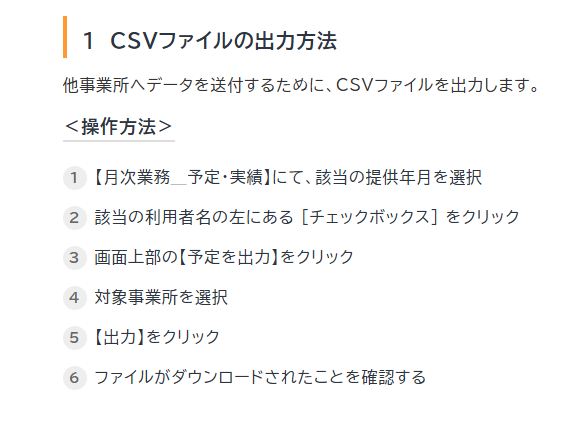 1 CSVファイルの出力方法
他事業所へデータを送付するために、CSVファイルを出力します。
＜操作方法＞
1 【月次業務＿予定・実績】にて、該当の提供年月を選択
2 該当の利用者名の左にある［チェックボックス］をクリック
3 画面上部の【予定を出力】をクリック
4 対象事業所を選択
5 【出力】をクリック
6 ファイルがダウンロードされたことを確認する